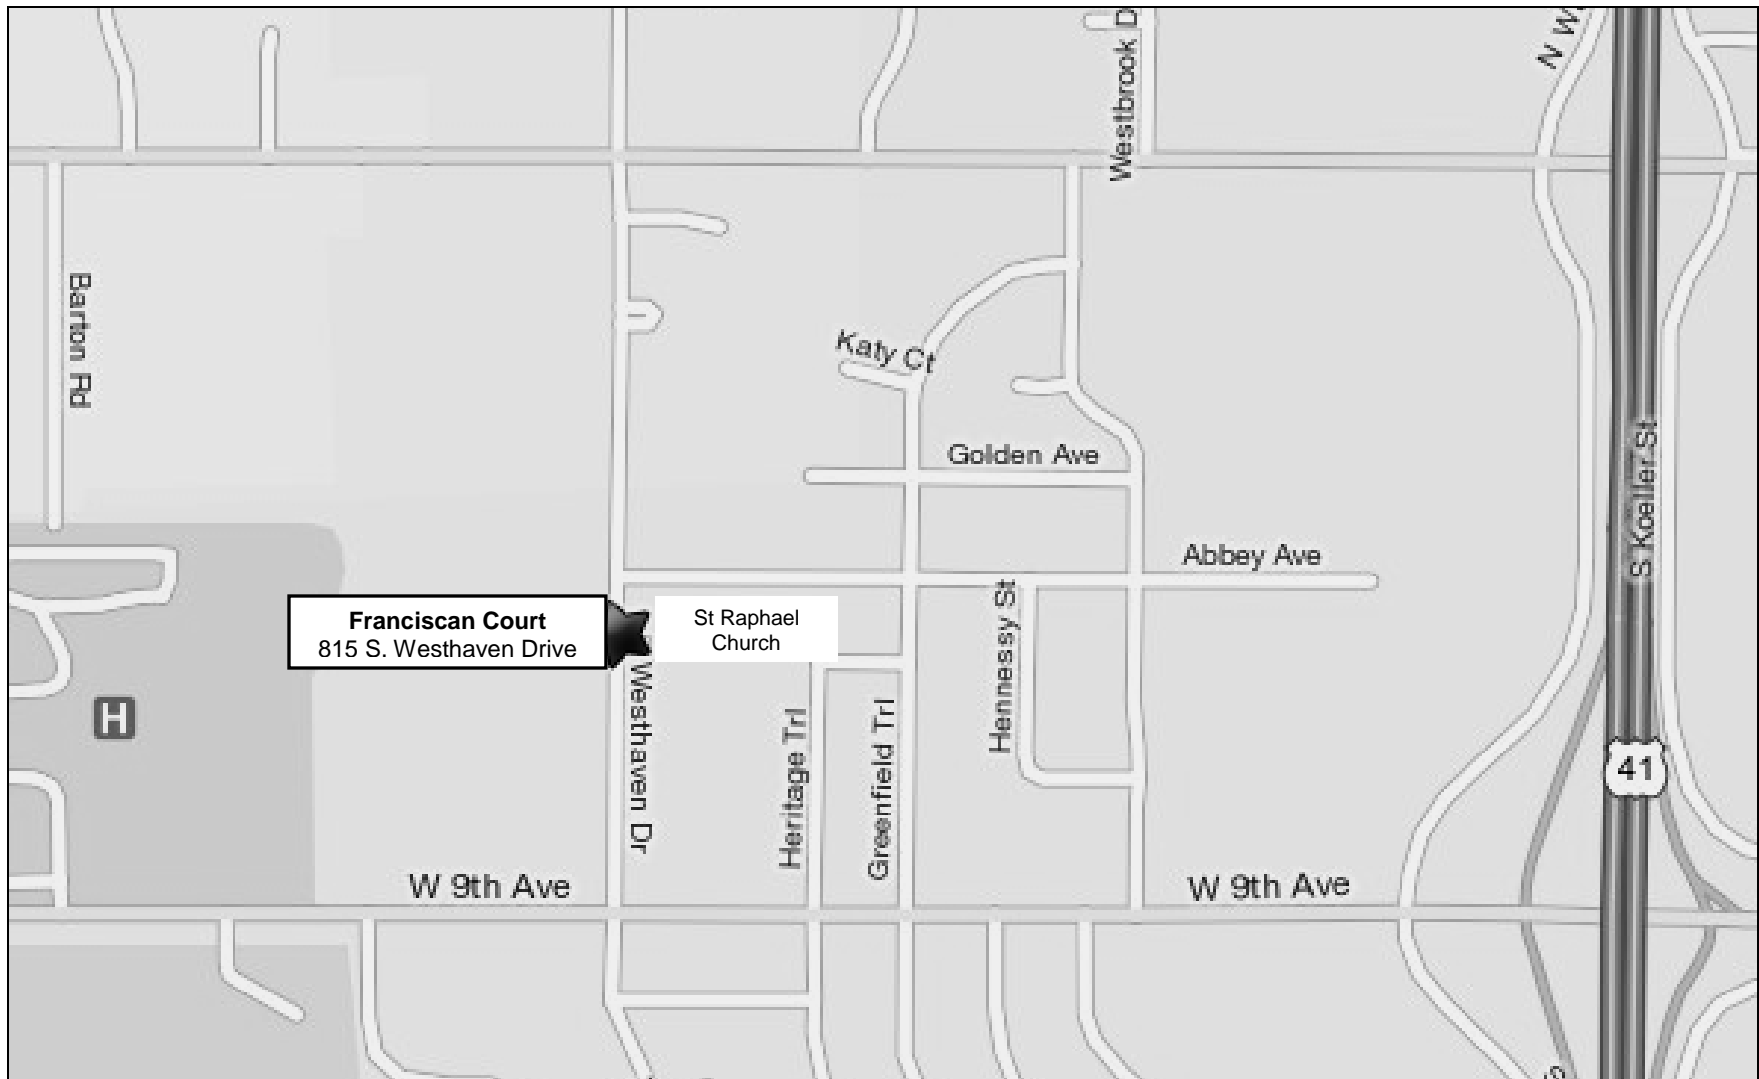 Westbrook D
N W
Barton Rd
Katy Ct
Golden Ave
S Koeller St
Abbey Ave
Franciscan Court
815 S. Westhaven Drive
St Raphael
Church
Hennessy St
Westhaven Dr
Heritage Trl
Greenfield Trl
H
41
W 9th Ave
W 9th Ave